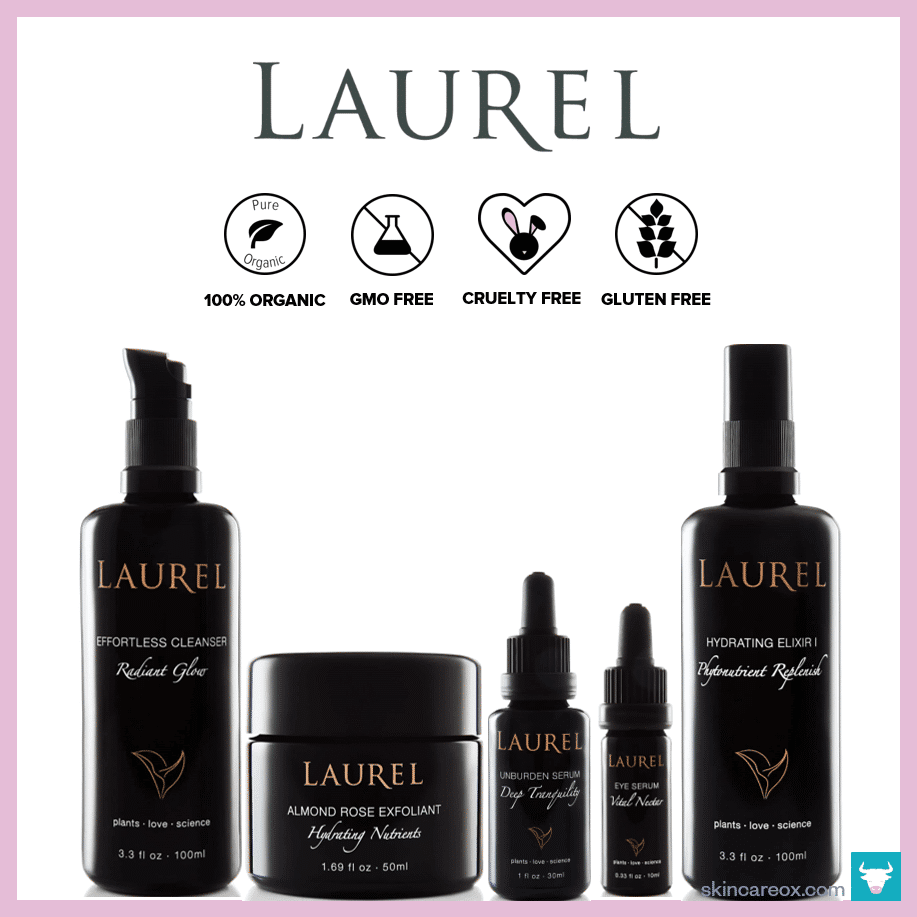 LAUREL
Pure
Organic
100% ORGANIC
GMO FREE
CRUELTY FREE
GLUTEN FREE
LAUREL
EFFORTLESS CLEANSER
Radiant Glow
plants · love · science
3.3 fl oz · 100ml
LAUREL
ALMOND ROSE EXFOLIANT
Hydrating Nutrients
1.69 fl oz · 50ml
LAUREL
UNBURDEN SERUM
Deep Tranquility
plants · love · science
1 fl oz · 30ml
LAUREL
EYE SERUM
Vital Nectar
plants · love · science
0.33 fl oz · 10ml
LAUREL
HYDRATING ELIXIR I
Phytonutrient Replenish
plants · love · science
3.3 fl oz · 100ml
skincareox.com